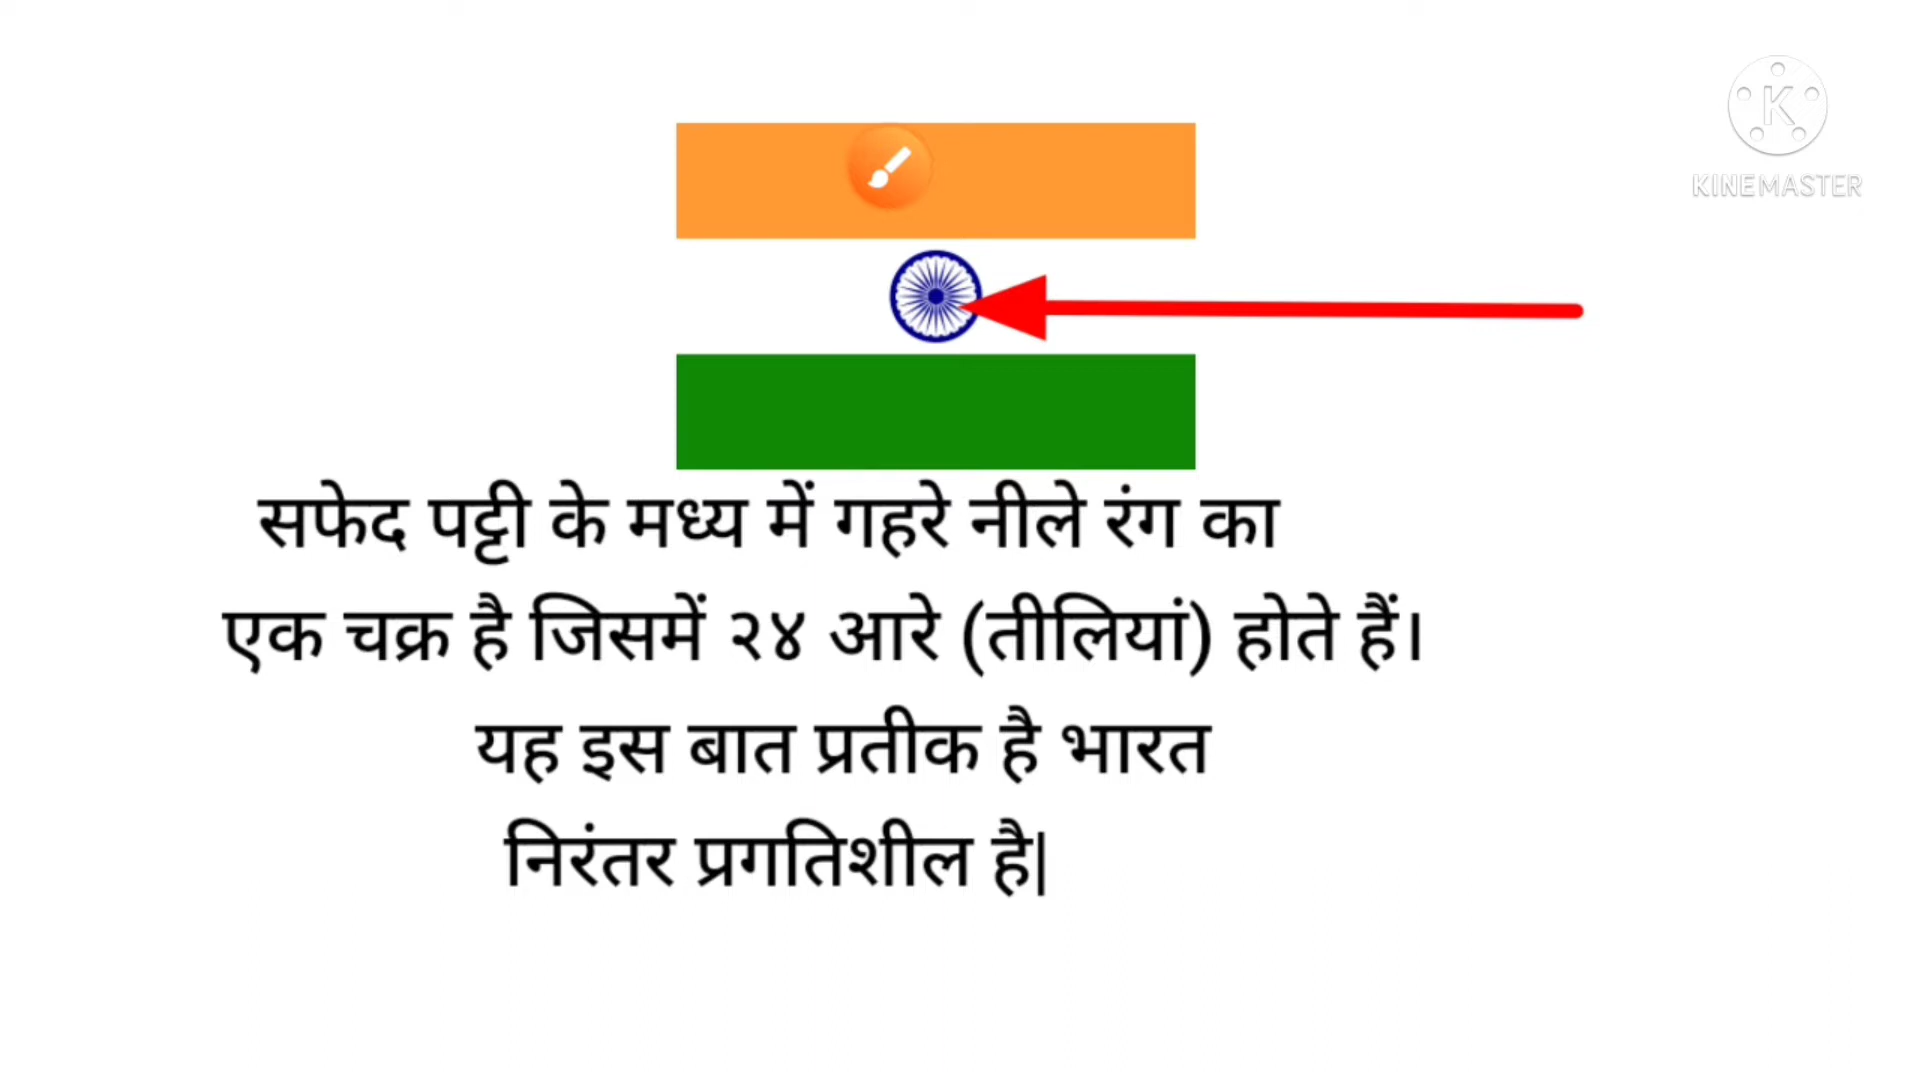 K
KINEMASTER
सफेद पट्टी के मध्य में गहरे नीले रंग का
एक चक्र है जिसमें २४ आरे (तीलियां) होते हैं।
यह इस बात प्रतीक है भारत
निरंतर प्रगतिशील है|